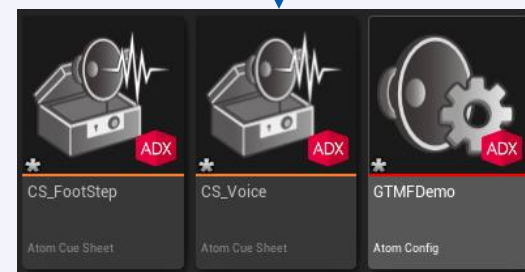 ADX
ADX
ADX
CS_FootStep
CS_Voice
GTMFDemo
Atom Cue Sheet
Atom Cue Sheet
Atom Config